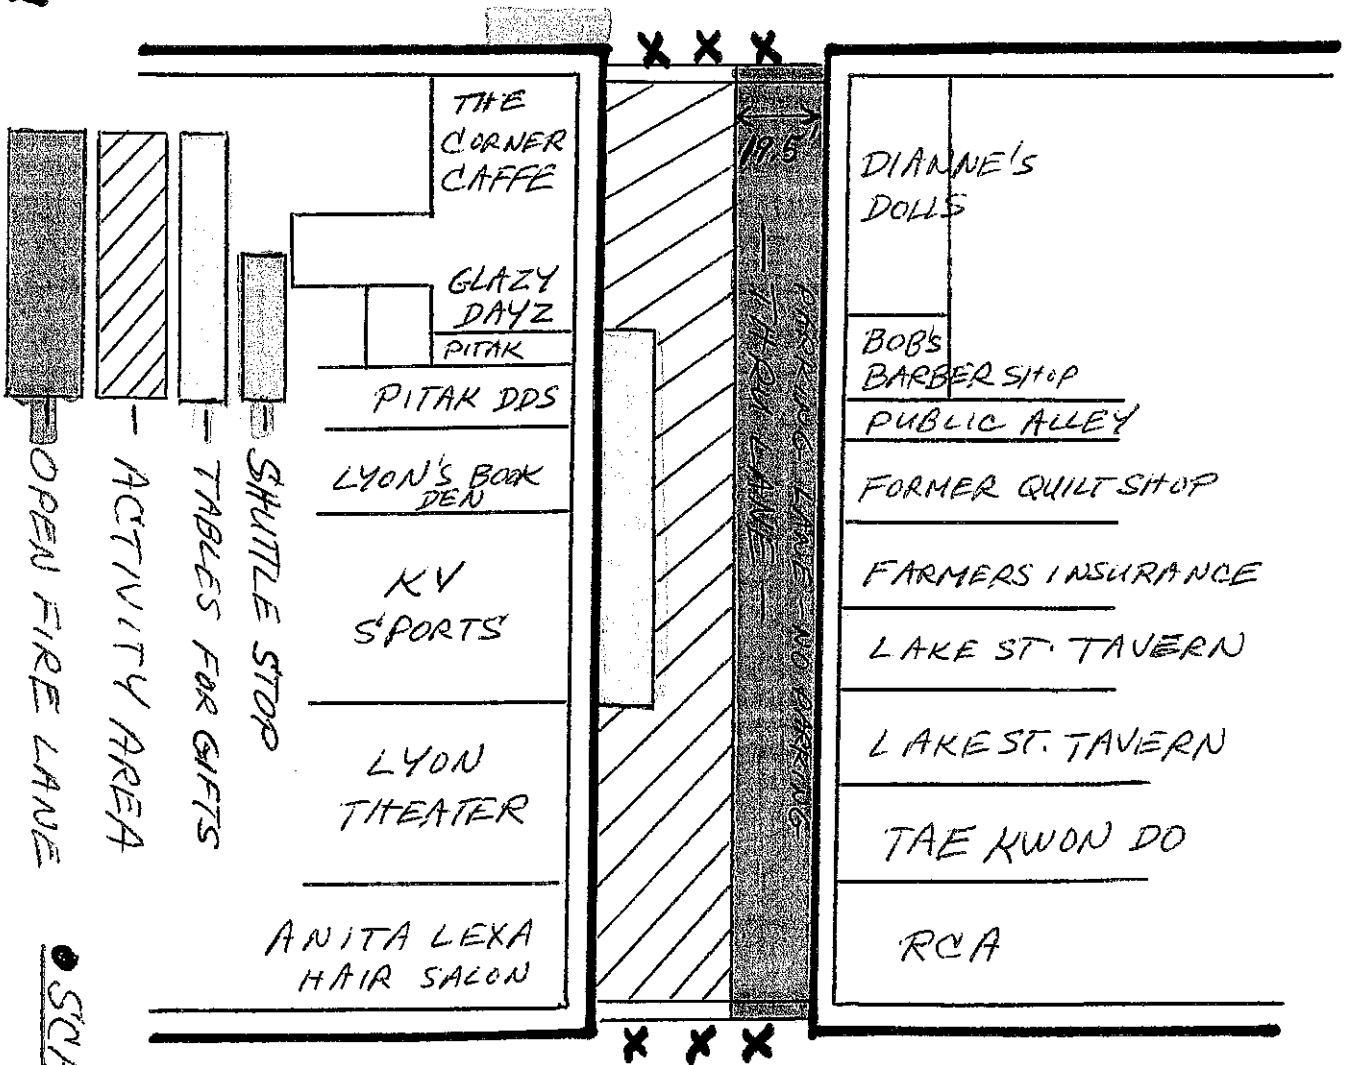 X X X
THE
CORNER
CAFFE
GLAZY
DAYZ
PITAK
PITAK DDS
LYON'S BOOK
DEN
KV
SPORTS
LYON
THEATER
ANITA LEXA
HAIR SALON
19.5'
THRU LANE
PARKING LANE - NO PARKING
DIANNE'S
DOLLS
BOB'S
BARBER SHOP
PUBLIC ALLEY
FORMER QUILT SHOP
FARMERS INSURANCE
LAKE ST. TAVERN
LAKE ST. TAVERN
TAE KWON DO
RCA
X X X
- SHUTTLE STOP
- TABLES FOR GIFTS
- ACTIVITY AREA
- OPEN FIRE LANE